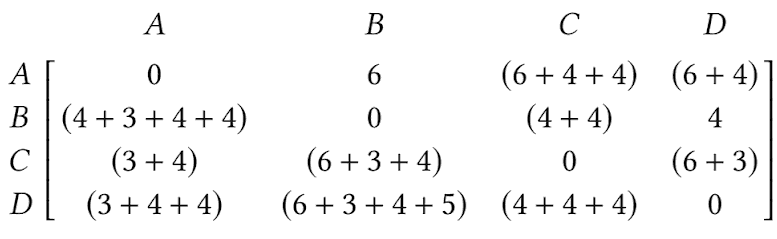 A B C D
A 0 6 (6 + 4 + 4) (6 + 4)
B (4 + 3 + 4 + 4) 0 (4 + 4) 4
C (3 + 4) (6 + 3 + 4) 0 (6 + 3)
D (3 + 4 + 4) (6 + 3 + 4 + 5) (4 + 4 + 4) 0